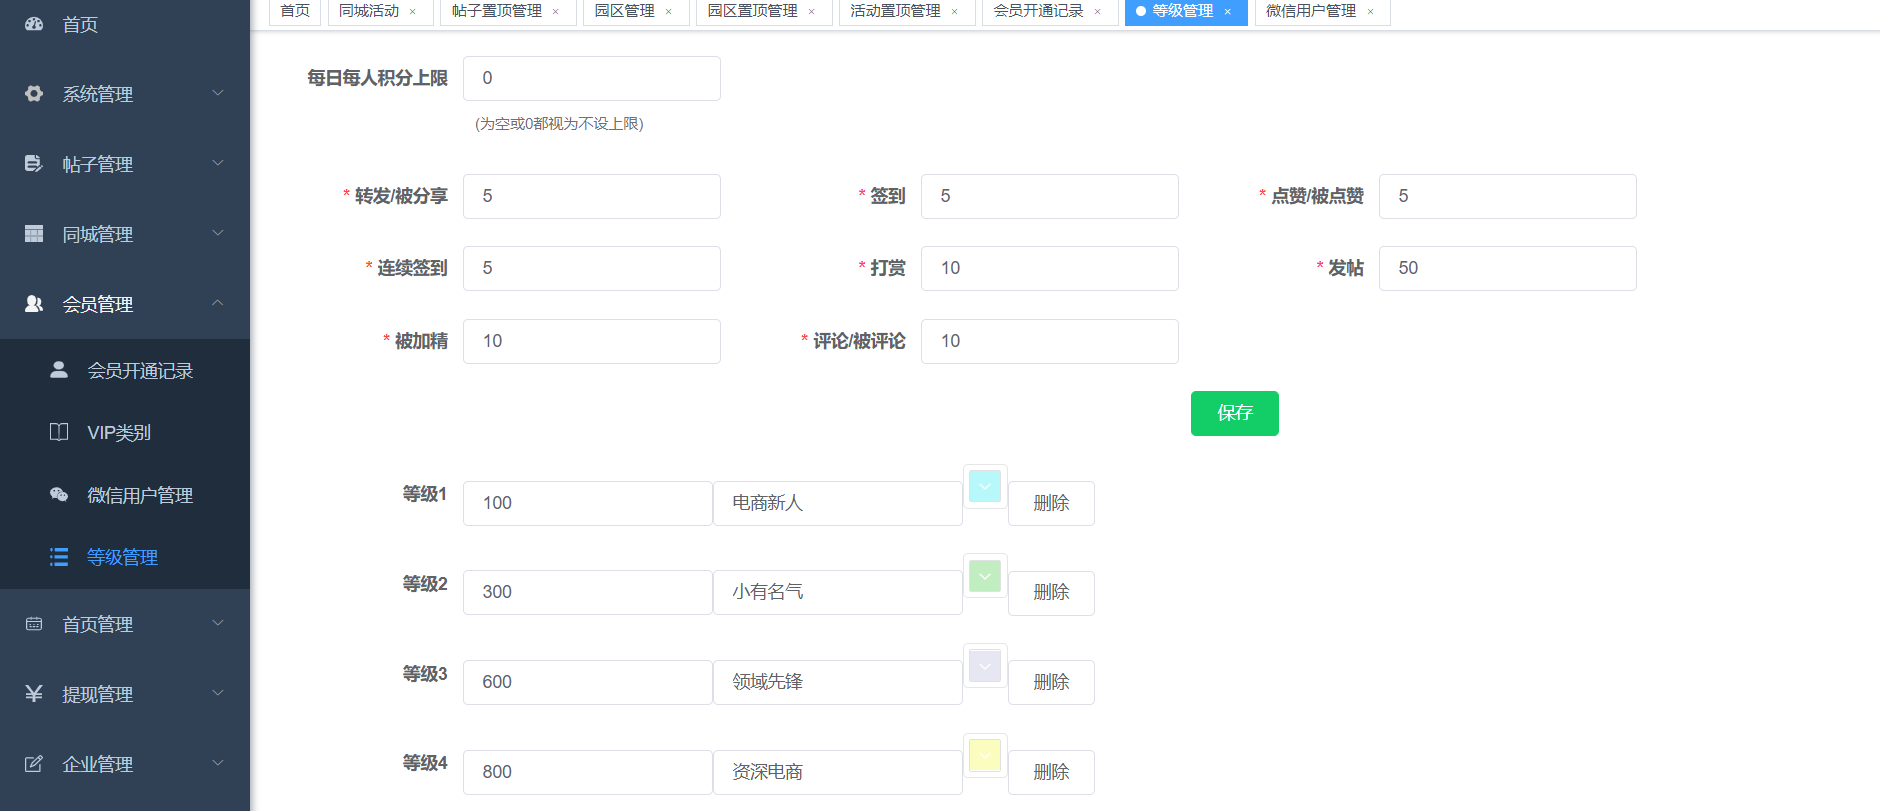 首页
系统管理
帖子管理
同城管理
会员管理
会员开通记录
VIP类别
微信用户管理
等级管理
首页管理
提现管理
企业管理
首页 同城活动 × 帖子置顶管理 × 园区管理 × 园区置顶管理 × 活动置顶管理 × 会员开通记录 × 等级管理 × 微信用户管理 ×
每日每人积分上限 0
(为空或0都视为不设上限)
* 转发/被分享 5 * 签到 5 * 点赞/被点赞 5
* 连续签到 5 * 打赏 10 * 发帖 50
* 被加精 10 * 评论/被评论 10
保存
等级1 100 电商新人 删除
等级2 300 小有名气 删除
等级3 600 领域先锋 删除
等级4 800 资深电商 删除